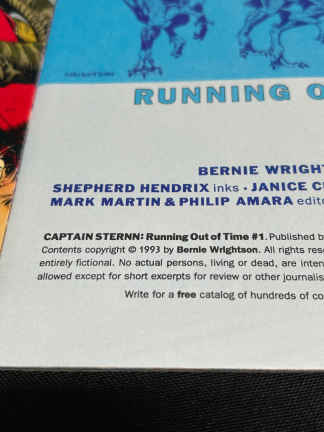 RUNNING O
BERNIE WRIGHT
SHEPHERD HENDRIX inks • JANICE C
MARK MARTIN & PHILIP AMARA edit
CAPTAIN STERNN: Running Out of Time #1. Published b
Contents copyright © 1993 by Bernie Wrightson. All rights res
entirely fictional. No actual persons, living or dead, are inten
allowed except for short excerpts for review or other journalis
Write for a free catalog of hundreds of co